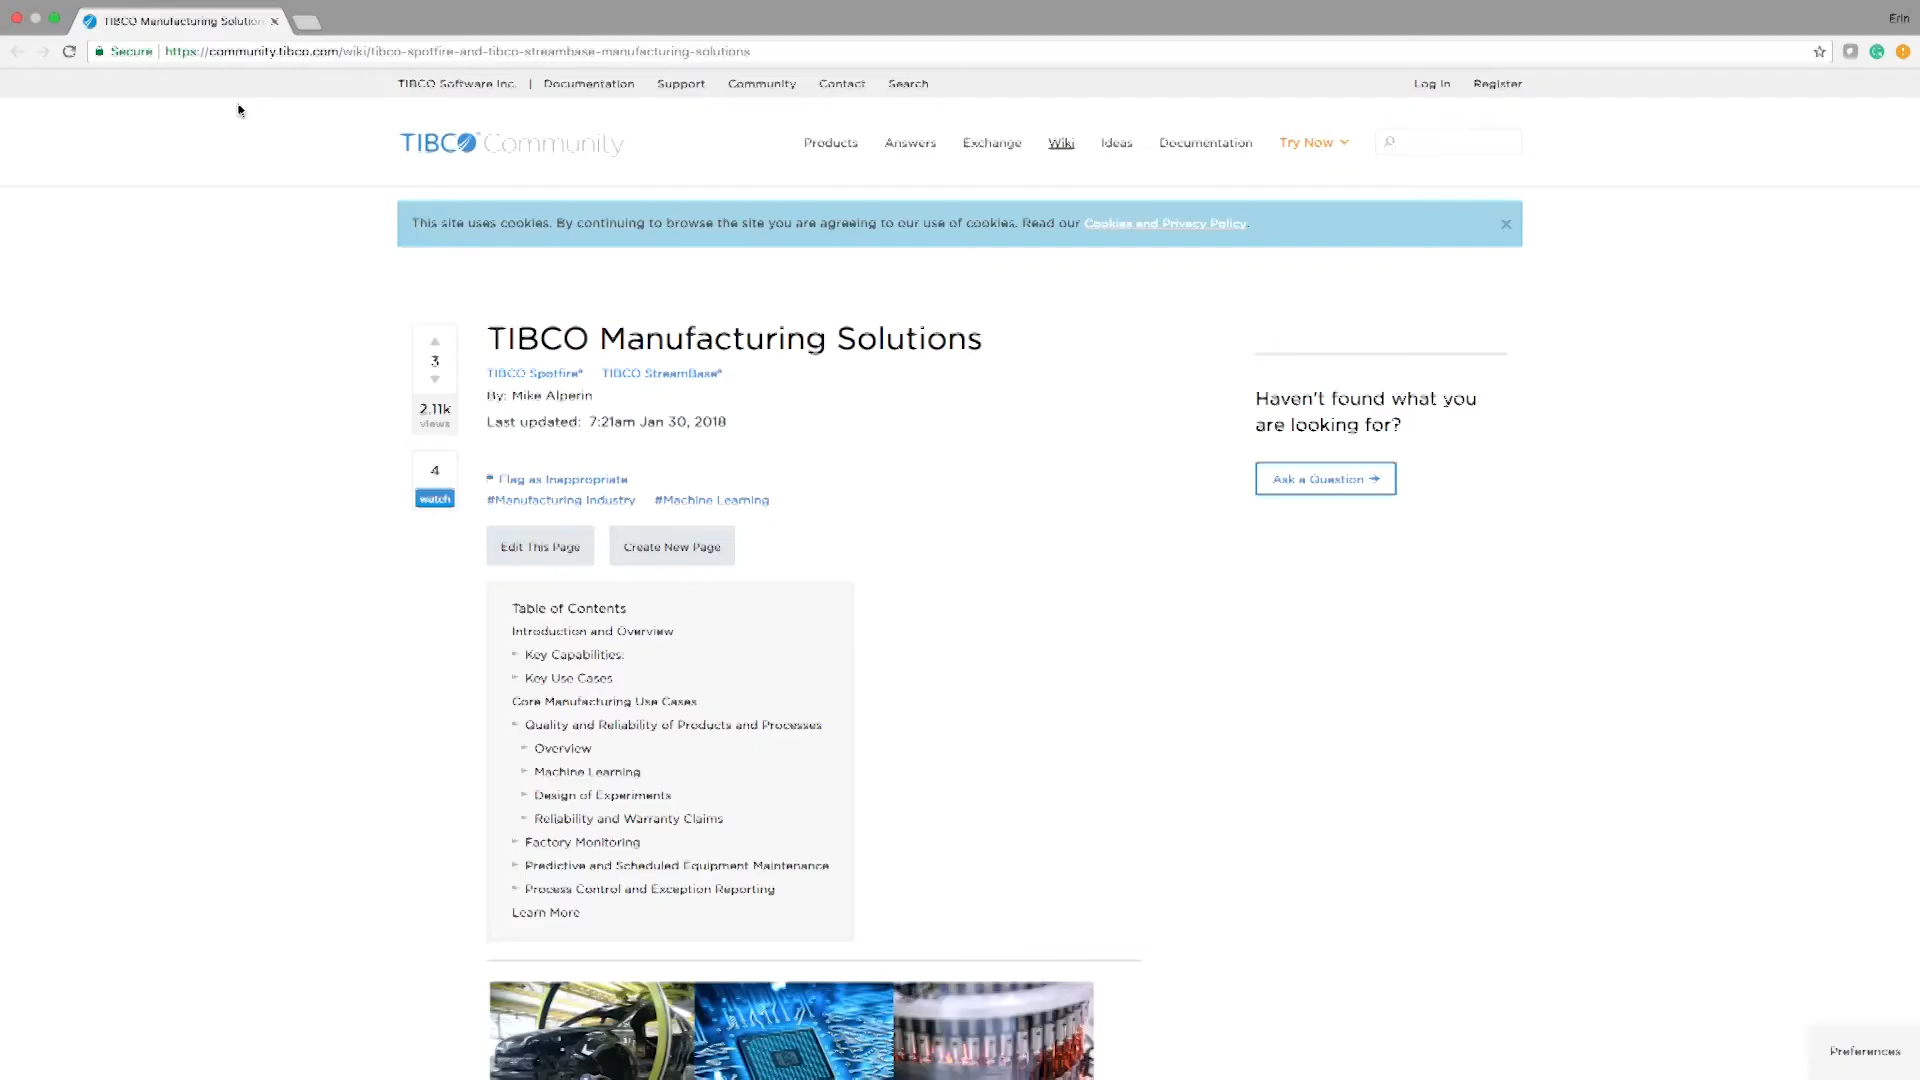 TIBCO Manufacturing Solution
Erin
Secure | https://community.tibco.com/wiki/tibco-spotfire-and-tibco-streambase-manufacturing-solutions
TIBCO Software Inc. | Documentation Support Community Contact Search Log In Register
TIBCO Community Products Answers Exchange Wiki Ideas Documentation Try Now
This site uses cookies. By continuing to browse the site you are agreeing to our use of cookies. Read our Cookies and Privacy Policy.
TIBCO Manufacturing Solutions
3
TIBCO Spotfire® TIBCO StreamBase®
By: Mike Alperin
2.11k
views
Last updated: 7:21am Jan 30, 2018
Haven't found what you
are looking for?
Ask a Question
4
watch
Flag as Inappropriate
#Manufacturing Industry #Machine Learning
Edit This Page Create New Page
Table of Contents
Introduction and Overview
Key Capabilities:
Key Use Cases
Core Manufacturing Use Cases
Quality and Reliability of Products and Processes
Overview
Machine Learning
Design of Experiments
Reliability and Warranty Claims
Factory Monitoring
Predictive and Scheduled Equipment Maintenance
Process Control and Exception Reporting
Learn More
Preferences